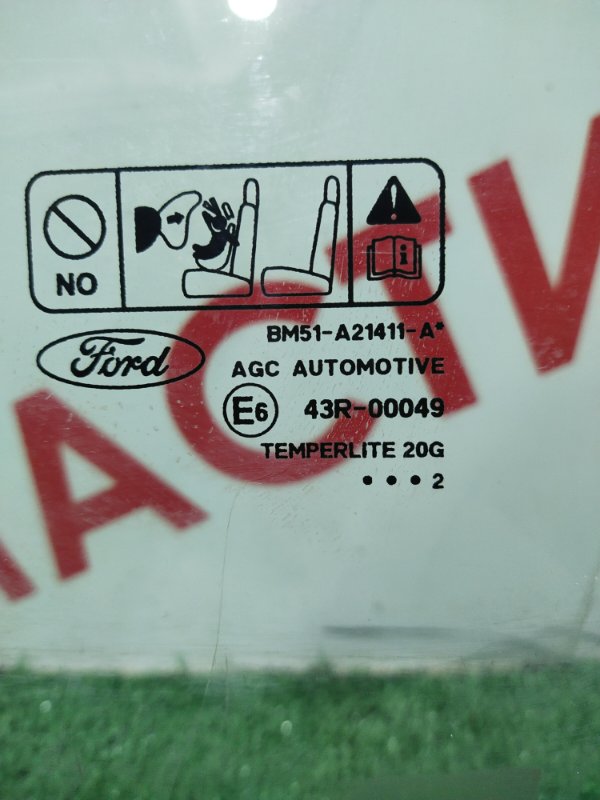 NO
BM51-A21411-A*
Ford
AGC AUTOMOTIVE
E6
43R-00049
TEMPERLITE 20G
• • • 2